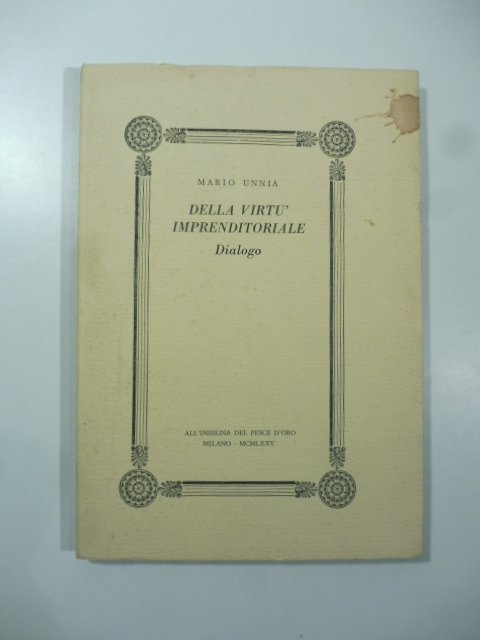 MARIO UNNIA
DELLA VIRTU'
IMPRENDITORIALE
Dialogo
ALL'INSEGNA DEL PESCE D'ORO
MILANO - MCMLXXV